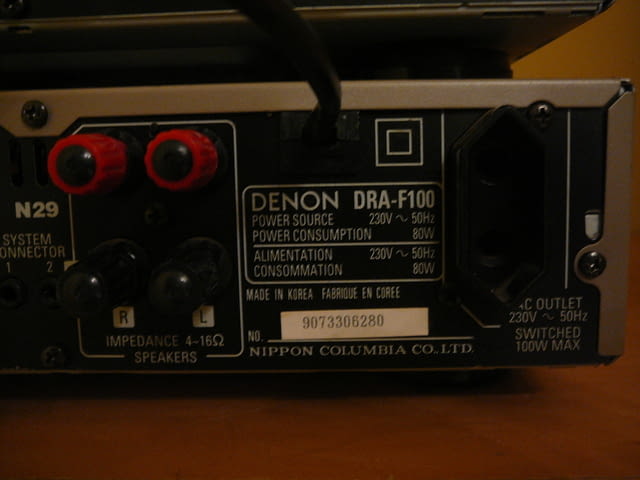 N29
SYSTEM
CONNECTOR
1 2
DENON DRA-F100
POWER SOURCE 230V ~ 50Hz
POWER CONSUMPTION 80W
ALIMENTATION 230V ~ 50Hz
CONSOMMATION 80W
MADE IN KOREA FABRIQUE EN COREE
NO. 9073306280
NIPPON COLUMBIA CO., LTD.
R L
IMPEDANCE 4~16Ω
SPEAKERS
AC OUTLET
230V ~ 50Hz
SWITCHED
100W MAX